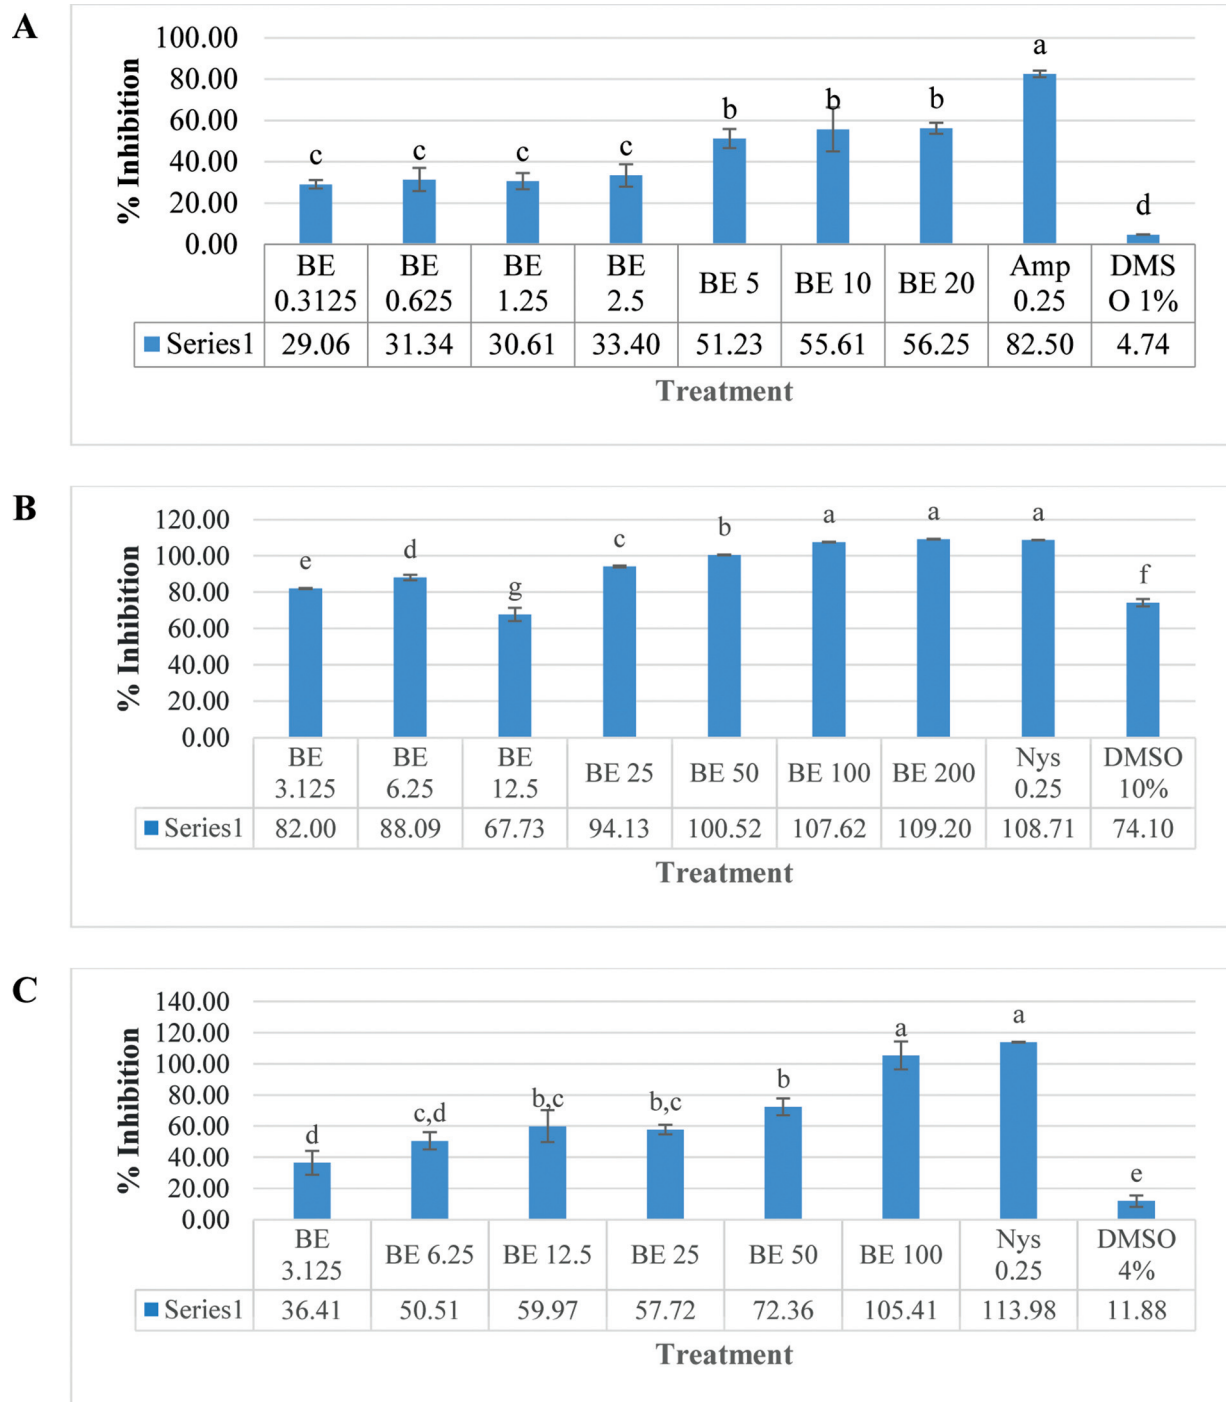 A
% Inhibition
100.00
80.00
60.00
40.00
20.00
0.00
c c c c b b b a d
BE 0.3125 BE 0.625 BE 1.25 BE 2.5 BE 5 BE 10 BE 20 Amp 0.25 DMS O 1%
Series1 29.06 31.34 30.61 33.40 51.23 55.61 56.25 82.50 4.74
Treatment
B
% Inhibition
120.00
100.00
80.00
60.00
40.00
20.00
0.00
e d g c b a a a f
BE 3.125 BE 6.25 BE 12.5 BE 25 BE 50 BE 100 BE 200 Nys 0.25 DMSO 10%
Series1 82.00 88.09 67.73 94.13 100.52 107.62 109.20 108.71 74.10
Treatment
C
% Inhibition
140.00
120.00
100.00
80.00
60.00
40.00
20.00
0.00
d c,d b,c b,c b a a e
BE 3.125 BE 6.25 BE 12.5 BE 25 BE 50 BE 100 Nys 0.25 DMSO 4%
Series1 36.41 50.51 59.97 57.72 72.36 105.41 113.98 11.88
Treatment